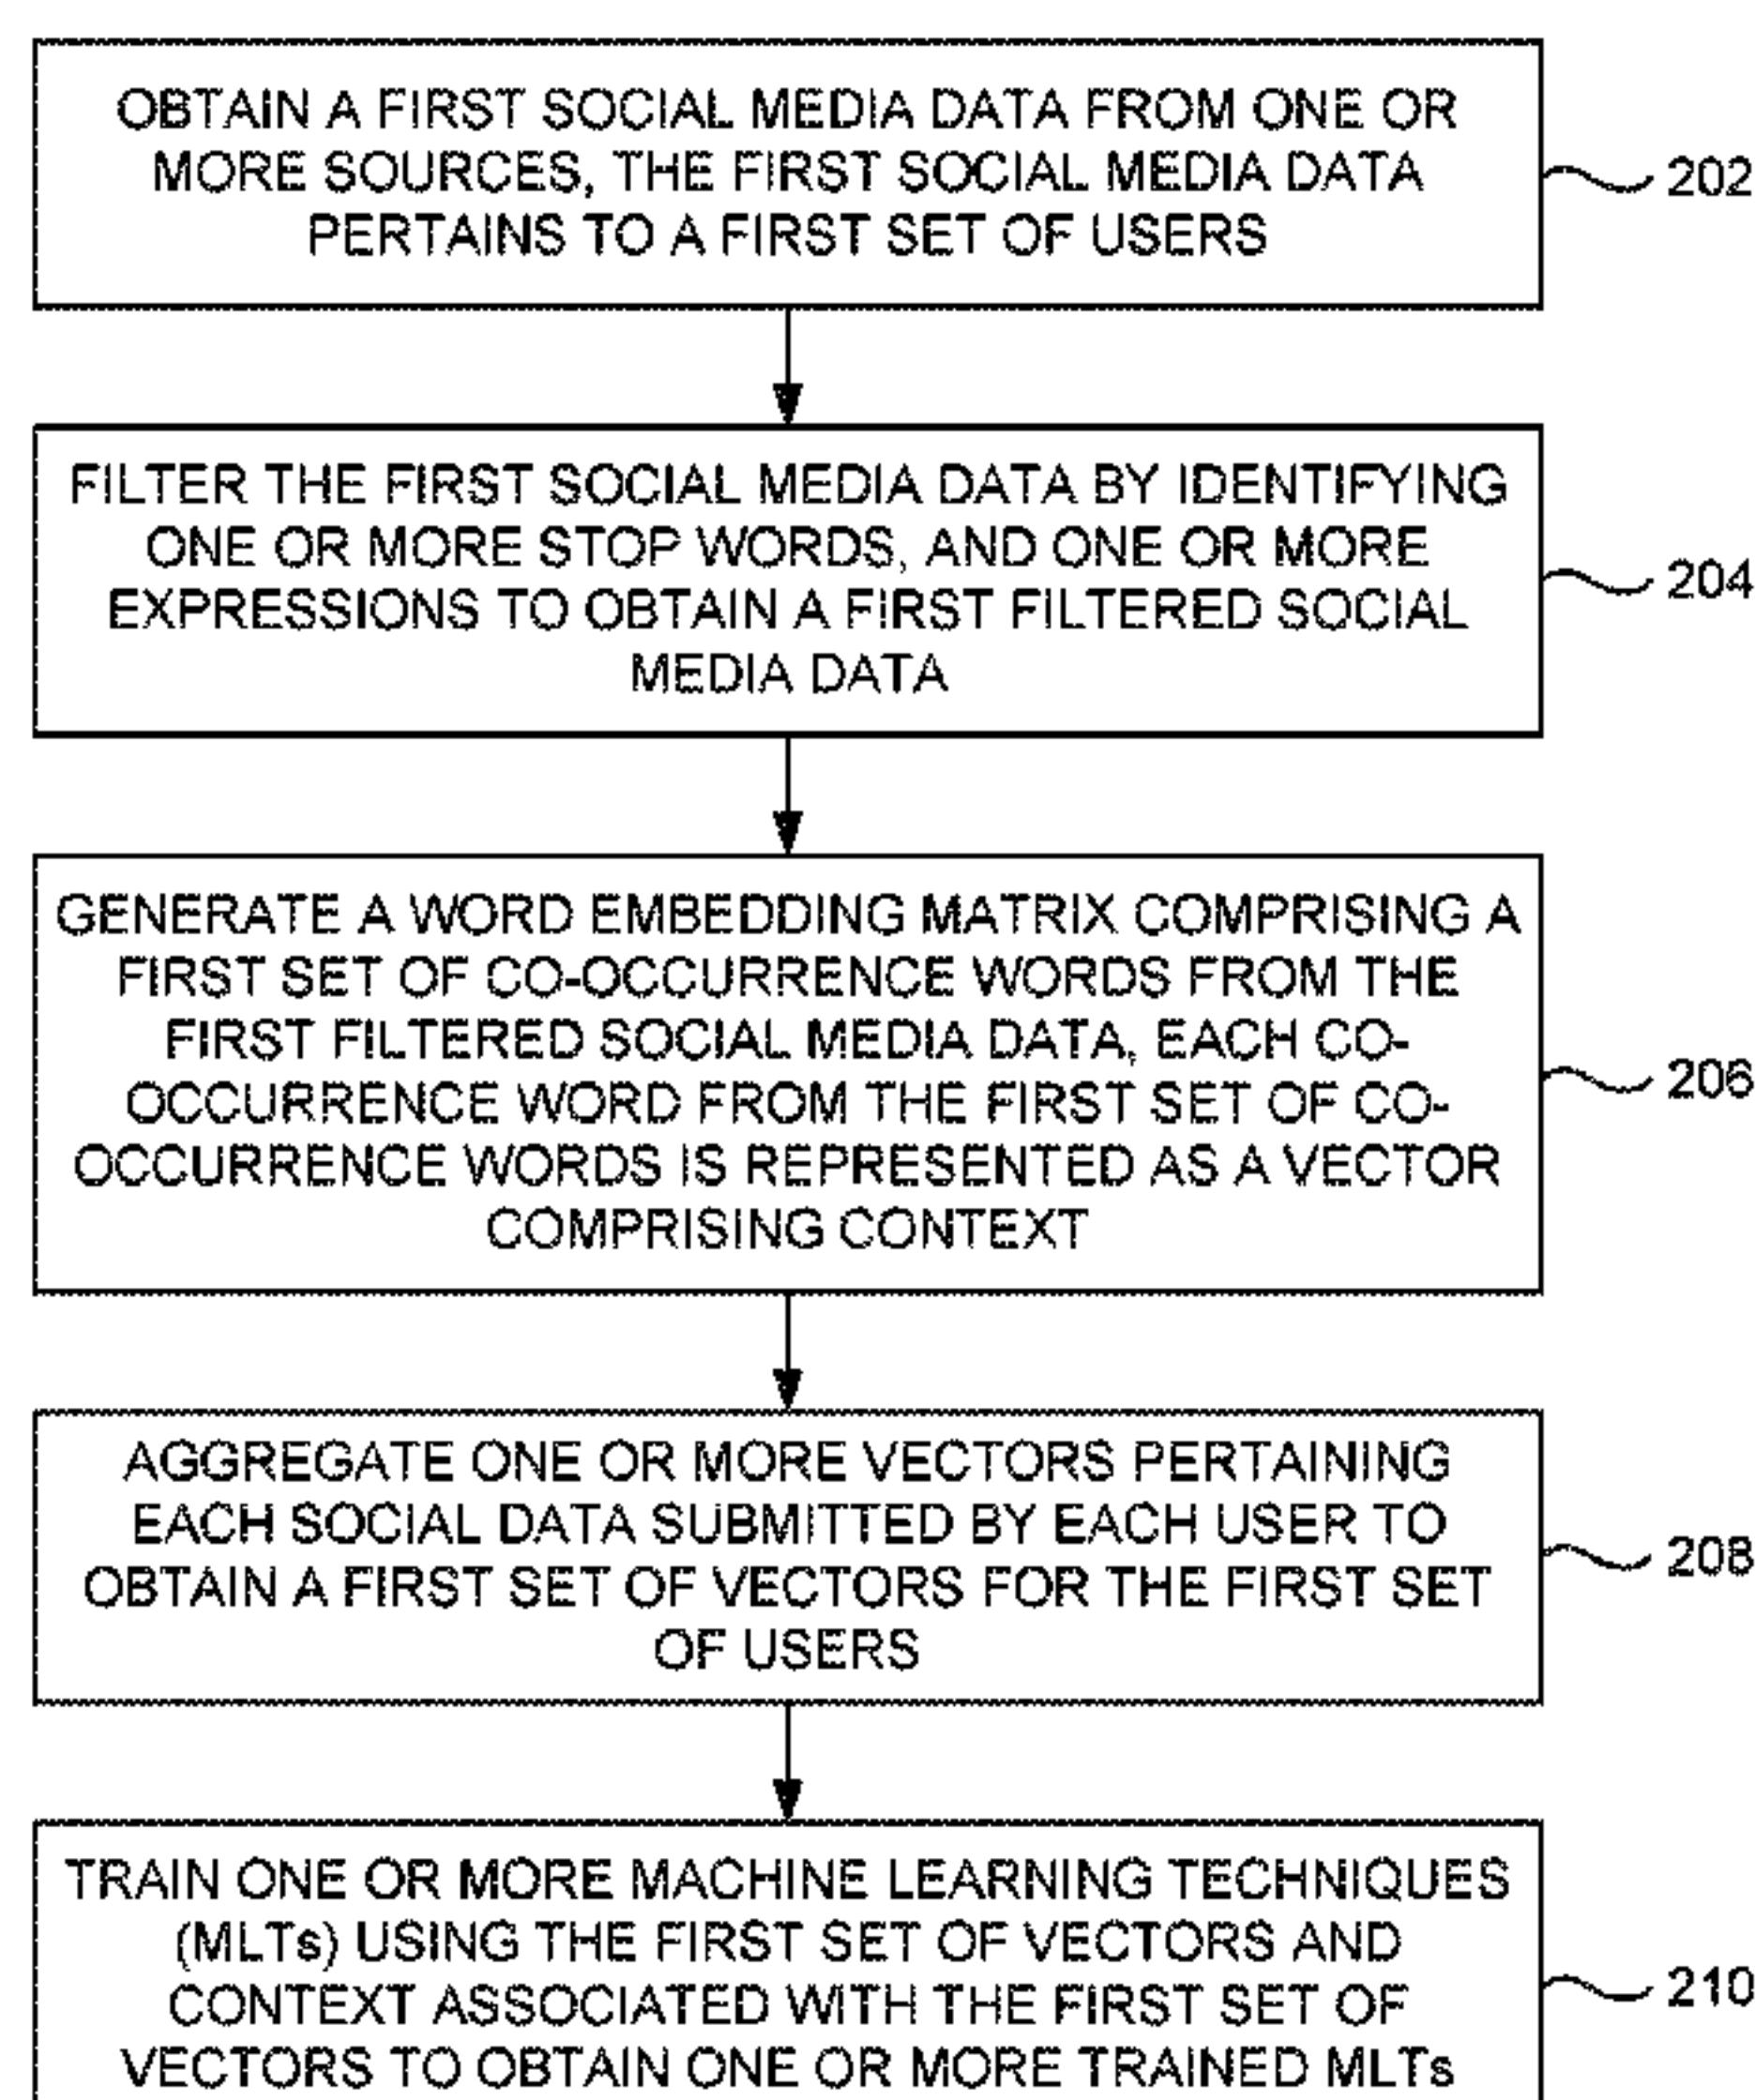 OBTAIN A FIRST SOCIAL MEDIA DATA FROM ONE OR
MORE SOURCES, THE FIRST SOCIAL MEDIA DATA
PERTAINS TO A FIRST SET OF USERS
202
FILTER THE FIRST SOCIAL MEDIA DATA BY IDENTIFYING
ONE OR MORE STOP WORDS, AND ONE OR MORE
EXPRESSIONS TO OBTAIN A FIRST FILTERED SOCIAL
MEDIA DATA
204
GENERATE A WORD EMBEDDING MATRIX COMPRISING A
FIRST SET OF CO-OCCURRENCE WORDS FROM THE
FIRST FILTERED SOCIAL MEDIA DATA, EACH CO-
OCCURRENCE WORD FROM THE FIRST SET OF CO-
OCCURRENCE WORDS IS REPRESENTED AS A VECTOR
COMPRISING CONTEXT
206
AGGREGATE ONE OR MORE VECTORS PERTAINING
EACH SOCIAL DATA SUBMITTED BY EACH USER TO
OBTAIN A FIRST SET OF VECTORS FOR THE FIRST SET
OF USERS
208
TRAIN ONE OR MORE MACHINE LEARNING TECHNIQUES
(MLTs) USING THE FIRST SET OF VECTORS AND
CONTEXT ASSOCIATED WITH THE FIRST SET OF
VECTORS TO OBTAIN ONE OR MORE TRAINED MLTs
210